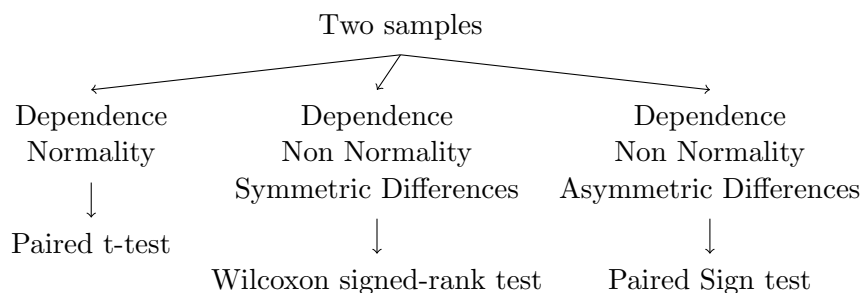 Two samples
Dependence
Normality
Paired t-test
Dependence
Non Normality
Symmetric Differences
Wilcoxon signed-rank test
Dependence
Non Normality
Asymmetric Differences
Paired Sign test